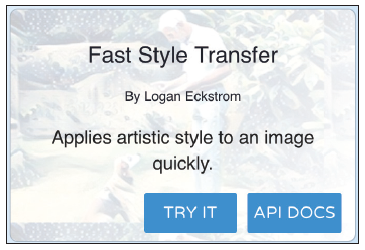 Fast Style Transfer
By Logan Eckstrom
Applies artistic style to an image
quickly.
TRY IT API DOCS